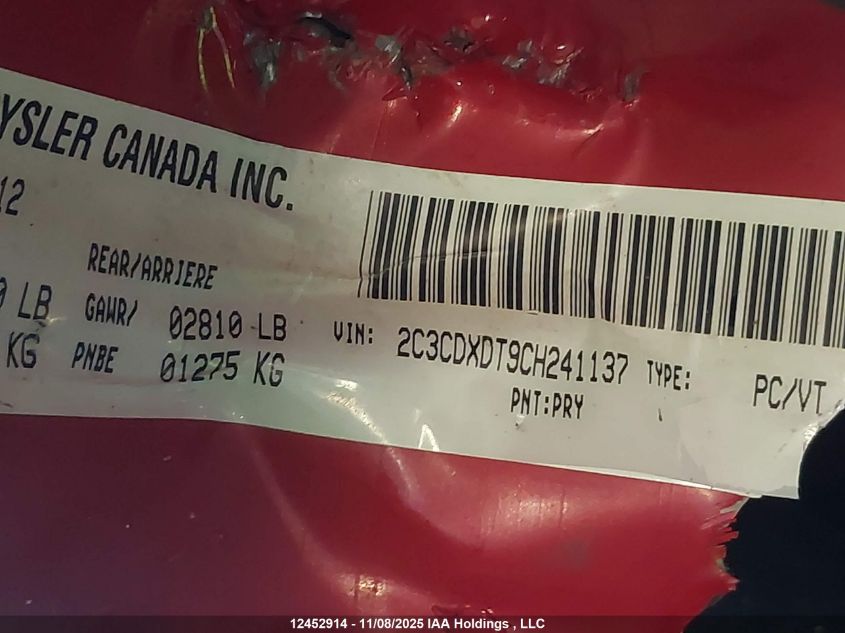 YSLER CANADA INC.
12
REAR/ARRIERE
0 LB GAWR/ 02810 LB
KG PNBE 01275 KG
VIN: 2C3CDXDT9CH241137 TYPE: PC/VT
PNT:PRY
12452914 - 11/08/2025 IAA Holdings , LLC